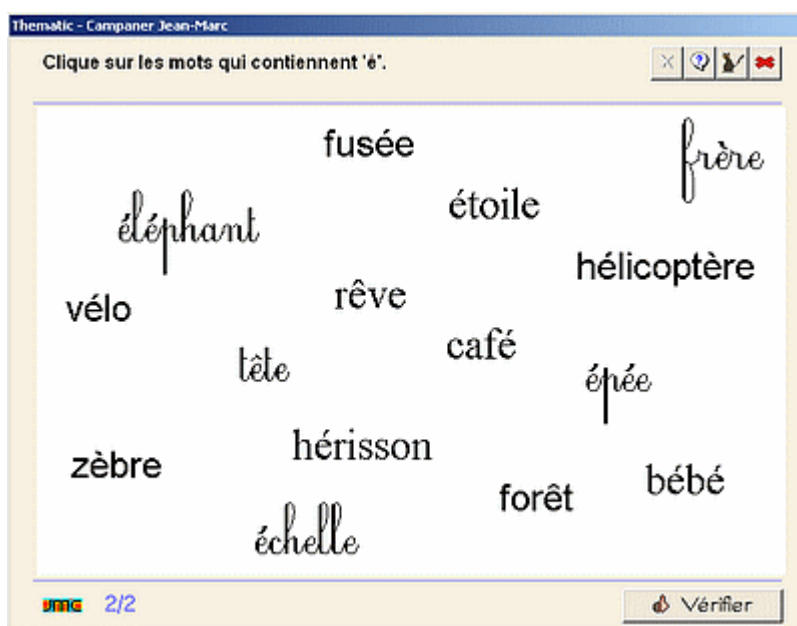 Thematic - Campaner Jean-Marc
Clique sur les mots qui contiennent 'é'.
fusée
frère
éléphant
étoile
hélicoptère
vélo
rêve
café
tête
épée
zèbre
hérisson
bébé
forêt
échelle
JMC 2/2
Vérifier